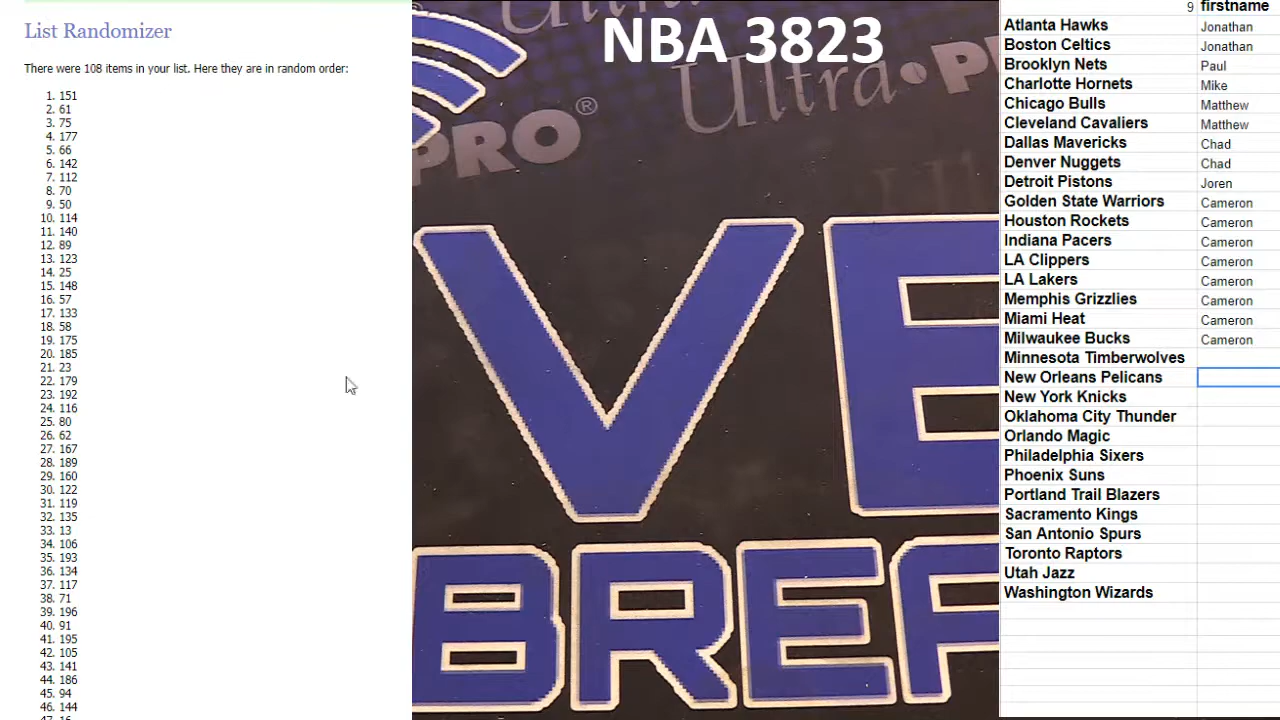 List Randomizer
There were 108 items in your list. Here they are in random order:
1. 151
2. 61
3. 75
4. 177
5. 66
6. 142
7. 112
8. 70
9. 50
10. 114
11. 140
12. 89
13. 123
14. 25
15. 148
16. 57
17. 133
18. 58
19. 175
20. 185
21. 23
22. 179
23. 192
24. 116
25. 80
26. 62
27. 167
28. 189
29. 160
30. 122
31. 119
32. 135
33. 13
34. 106
35. 193
36. 134
37. 117
38. 71
39. 196
40. 91
41. 195
42. 105
43. 141
44. 186
45. 94
46. 144
47. 16
NBA 3823
Ultra
PRO®
Ultra•P
VE
BREA
9 firstname
Atlanta Hawks Jonathan
Boston Celtics Jonathan
Brooklyn Nets Paul
Charlotte Hornets Mike
Chicago Bulls Matthew
Cleveland Cavaliers Matthew
Dallas Mavericks Chad
Denver Nuggets Chad
Detroit Pistons Joren
Golden State Warriors Cameron
Houston Rockets Cameron
Indiana Pacers Cameron
LA Clippers Cameron
LA Lakers Cameron
Memphis Grizzlies Cameron
Miami Heat Cameron
Milwaukee Bucks Cameron
Minnesota Timberwolves
New Orleans Pelicans
New York Knicks
Oklahoma City Thunder
Orlando Magic
Philadelphia Sixers
Phoenix Suns
Portland Trail Blazers
Sacramento Kings
San Antonio Spurs
Toronto Raptors
Utah Jazz
Washington Wizards